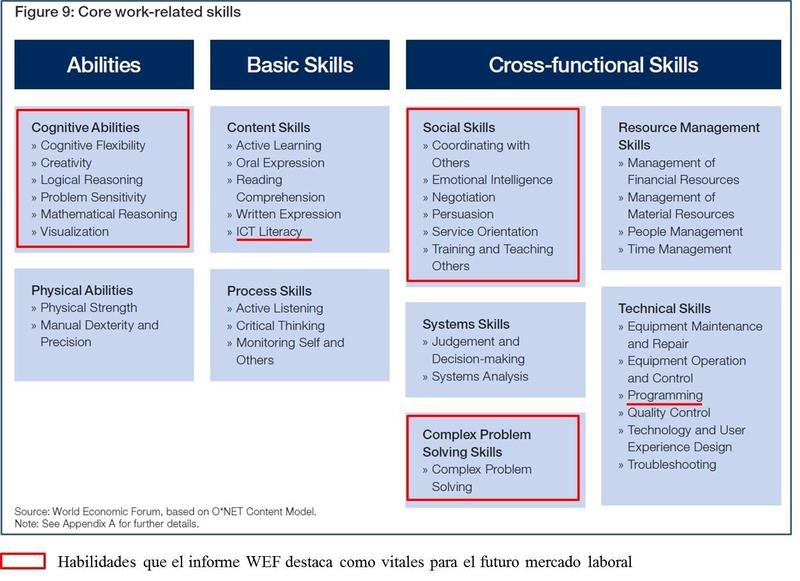 Figure 9: Core work-related skills
Abilities
Basic Skills
Cross-functional Skills
Cognitive Abilities
» Cognitive Flexibility
» Creativity
» Logical Reasoning
» Problem Sensitivity
» Mathematical Reasoning
» Visualization
Physical Abilities
» Physical Strength
» Manual Dexterity and
Precision
Content Skills
» Active Learning
» Oral Expression
» Reading
Comprehension
» Written Expression
» ICT Literacy
Process Skills
» Active Listening
» Critical Thinking
» Monitoring Self and
Others
Social Skills
» Coordinating with
Others
» Emotional Intelligence
» Negotiation
» Persuasion
» Service Orientation
» Training and Teaching
Others
Systems Skills
» Judgement and
Decision-making
» Systems Analysis
Complex Problem
Solving Skills
» Complex Problem
Solving
Resource Management
Skills
» Management of
Financial Resources
» Management of
Material Resources
» People Management
» Time Management
Technical Skills
» Equipment Maintenance
and Repair
» Equipment Operation
and Control
» Programming
» Quality Control
» Technology and User
Experience Design
» Troubleshooting
Source: World Economic Forum, based on O*NET Content Model.
Note: See Appendix A for further details.
Habilidades que el informe WEF destaca como vitales para el futuro mercado laboral